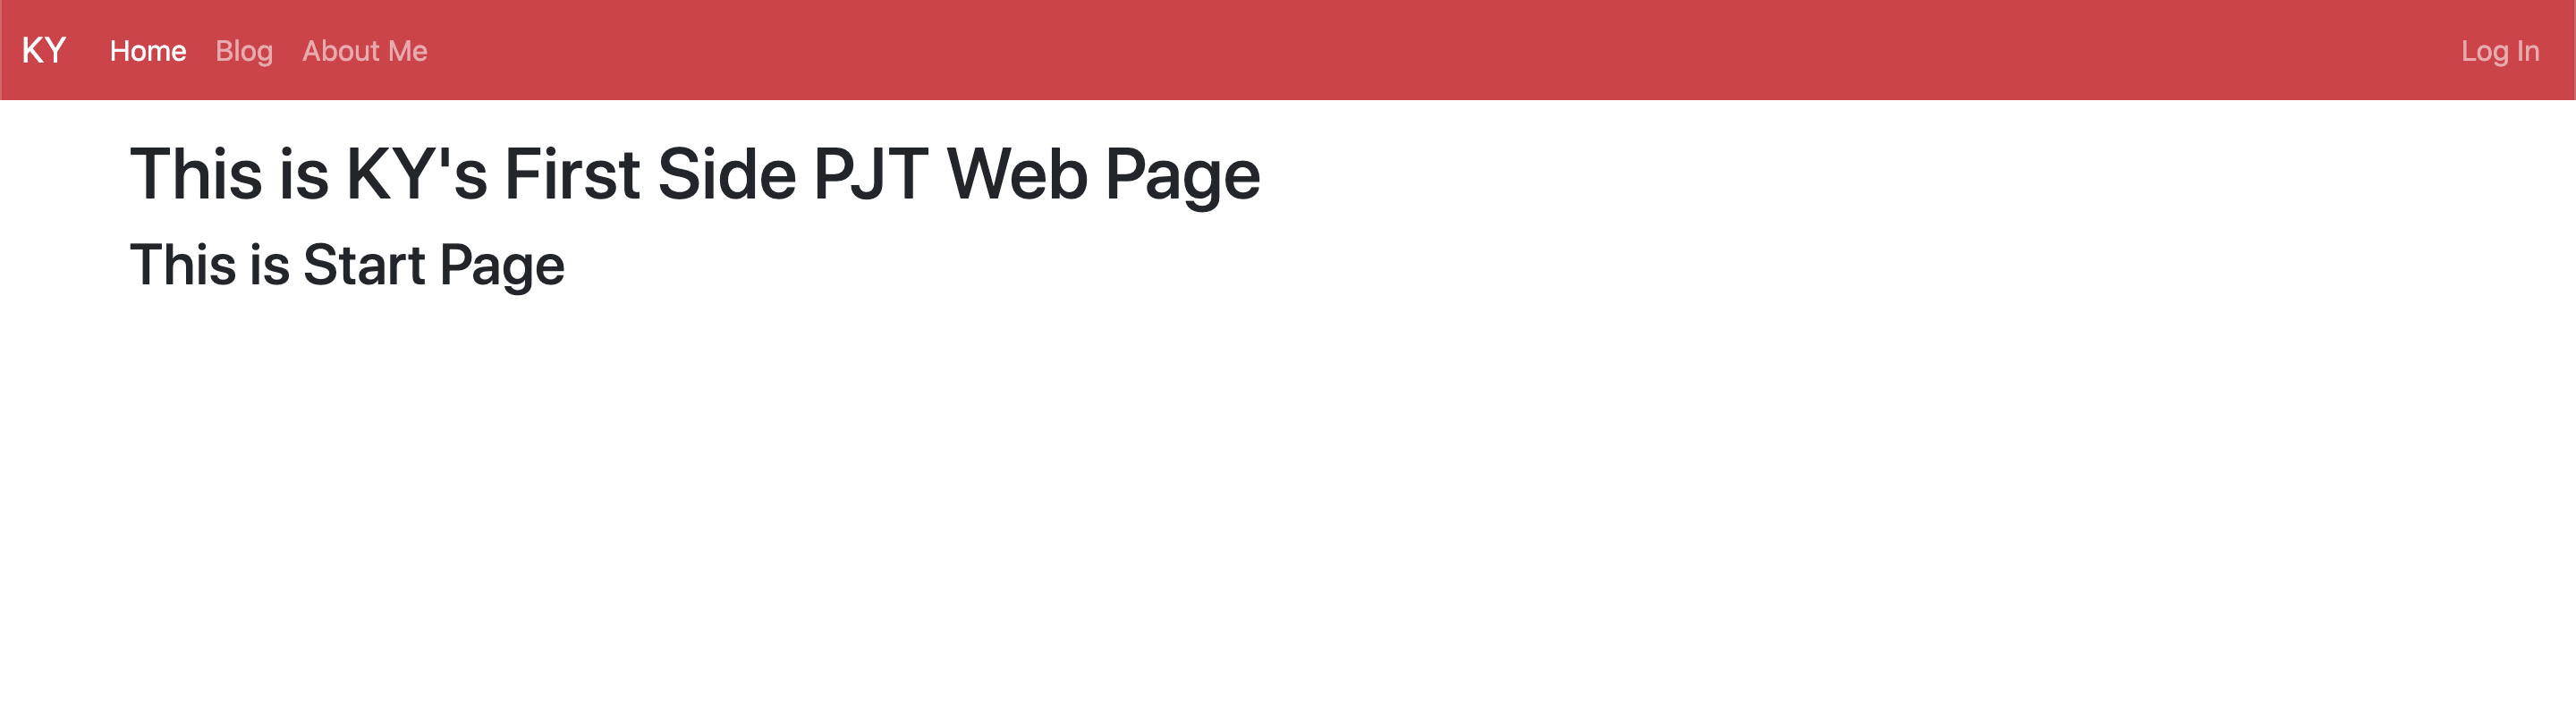 KY Home Blog About Me Log In
This is KY's First Side PJT Web Page
This is Start Page